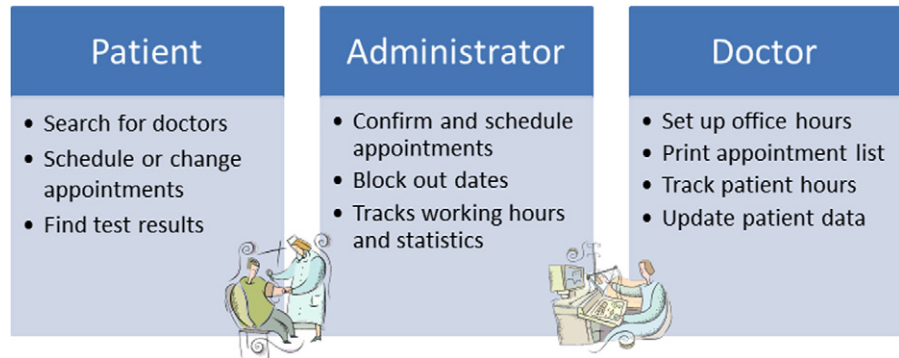 Patient
• Search for doctors
• Schedule or change
appointments
• Find test results
Administrator
• Confirm and schedule
appointments
• Block out dates
• Tracks working hours
and statistics
Doctor
• Set up office hours
• Print appointment list
• Track patient hours
• Update patient data